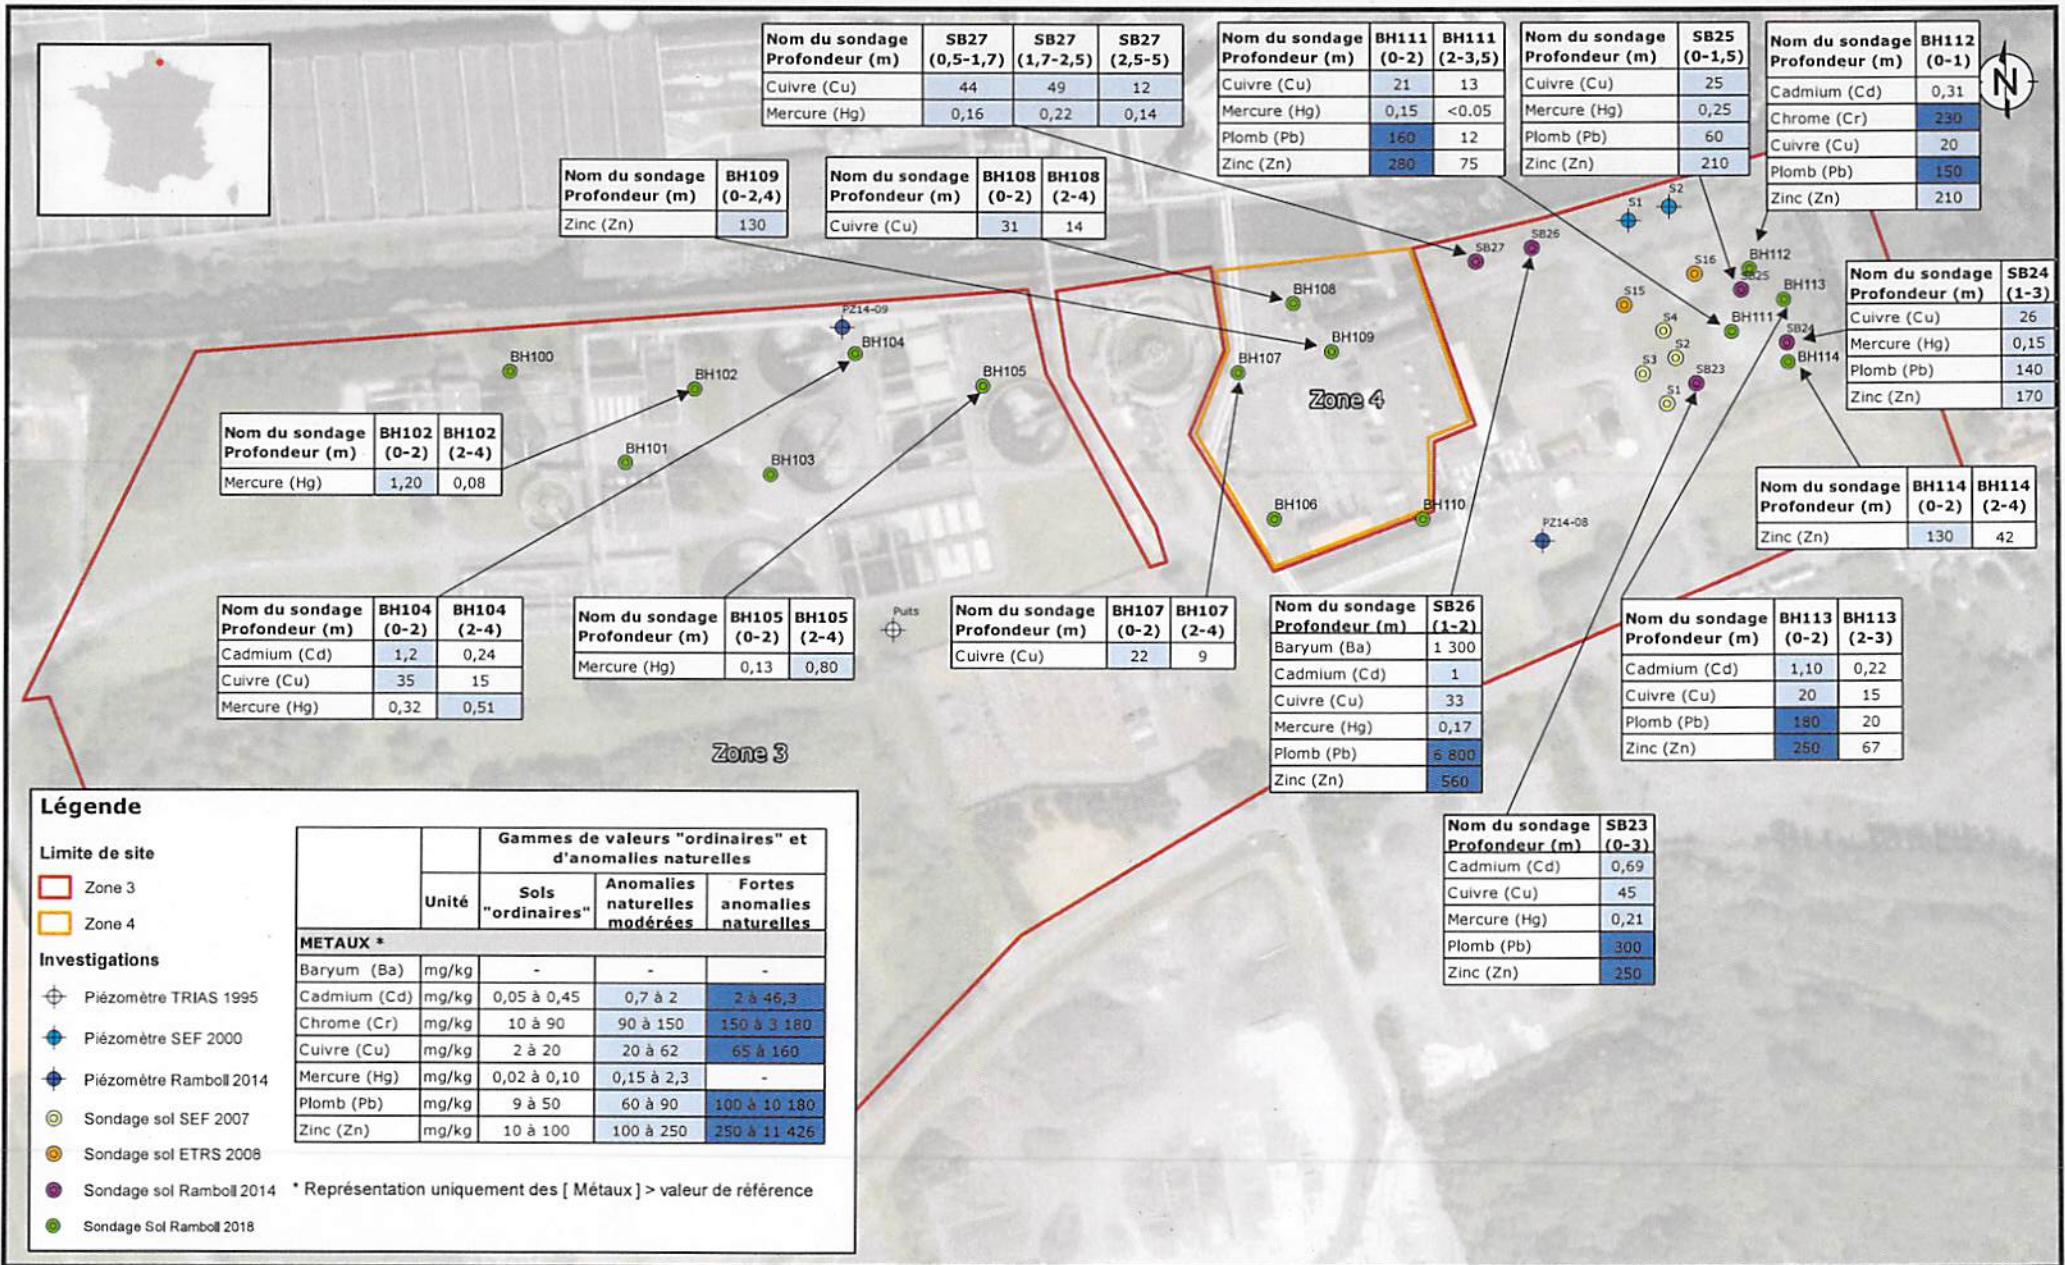 Nom du sondage SB27 SB27 SB27
Profondeur (m) (0,5-1,7) (1,7-2,5) (2,5-5)
Cuivre (Cu) 44 49 12
Mercure (Hg) 0,16 0,22 0,14
Nom du sondage BH111 BH111
Profondeur (m) (0-2) (2-3,5)
Cuivre (Cu) 21 13
Mercure (Hg) 0,15 <0.05
Plomb (Pb) 160 12
Zinc (Zn) 280 75
Nom du sondage SB25
Profondeur (m) (0-1,5)
Cuivre (Cu) 25
Mercure (Hg) 0,25
Plomb (Pb) 60
Zinc (Zn) 210
Nom du sondage BH112
Profondeur (m) (0-1)
Cadmium (Cd) 0,31
Chrome (Cr) 230
Cuivre (Cu) 20
Plomb (Pb) 150
Zinc (Zn) 210
N
Nom du sondage BH109
Profondeur (m) (0-2,4)
Zinc (Zn) 130
Nom du sondage BH108 BH108
Profondeur (m) (0-2) (2-4)
Cuivre (Cu) 31 14
S2
S1
SB26
SB27
BH112
S16
SB25
BH113
S15
BH108
PZ14-09
BH111
S4
SB24
BH104
BH109
S2
BH114
BH100
S3
BH107
BH102
BH105
SB23
S1
Zone 4
Nom du sondage SB24
Profondeur (m) (1-3)
Cuivre (Cu) 26
Mercure (Hg) 0,15
Plomb (Pb) 140
Zinc (Zn) 170
Nom du sondage BH102 BH102
Profondeur (m) (0-2) (2-4)
Mercure (Hg) 1,20 0,08
BH101
BH103
BH106
BH110
PZ14-08
Nom du sondage BH114 BH114
Profondeur (m) (0-2) (2-4)
Zinc (Zn) 130 42
Nom du sondage BH104 BH104
Profondeur (m) (0-2) (2-4)
Cadmium (Cd) 1,2 0,24
Cuivre (Cu) 35 15
Mercure (Hg) 0,32 0,51
Nom du sondage BH105 BH105
Profondeur (m) (0-2) (2-4)
Mercure (Hg) 0,13 0,80
Puits
Nom du sondage BH107 BH107
Profondeur (m) (0-2) (2-4)
Cuivre (Cu) 22 9
Nom du sondage SB26
Profondeur (m) (1-2)
Baryum (Ba) 1 300
Cadmium (Cd) 1
Cuivre (Cu) 33
Mercure (Hg) 0,17
Plomb (Pb) 6 800
Zinc (Zn) 560
Nom du sondage BH113 BH113
Profondeur (m) (0-2) (2-3)
Cadmium (Cd) 1,10 0,22
Cuivre (Cu) 20 15
Plomb (Pb) 180 20
Zinc (Zn) 250 67
Zone 3
Nom du sondage SB23
Profondeur (m) (0-3)
Cadmium (Cd) 0,69
Cuivre (Cu) 45
Mercure (Hg) 0,21
Plomb (Pb) 300
Zinc (Zn) 250
Légende
Limite de site
Zone 3
Zone 4
Investigations
Piézomètre TRIAS 1995
Piézomètre SEF 2000
Piézomètre Ramboll 2014
Sondage sol SEF 2007
Sondage sol ETRS 2008
Sondage sol Ramboll 2014
Sondage Sol Ramboll 2018
Gammes de valeurs "ordinaires" et
d'anomalies naturelles
Unité Sols "ordinaires" Anomalies naturelles modérées Fortes anomalies naturelles
METAUX *
Baryum (Ba) mg/kg - - -
Cadmium (Cd) mg/kg 0,05 à 0,45 0,7 à 2 2 à 46,3
Chrome (Cr) mg/kg 10 à 90 90 à 150 150 à 3 180
Cuivre (Cu) mg/kg 2 à 20 20 à 62 65 à 160
Mercure (Hg) mg/kg 0,02 à 0,10 0,15 à 2,3 -
Plomb (Pb) mg/kg 9 à 50 60 à 90 100 à 10 180
Zinc (Zn) mg/kg 10 à 100 100 à 250 250 à 11 426
* Représentation uniquement des [ Métaux ] > valeur de référence